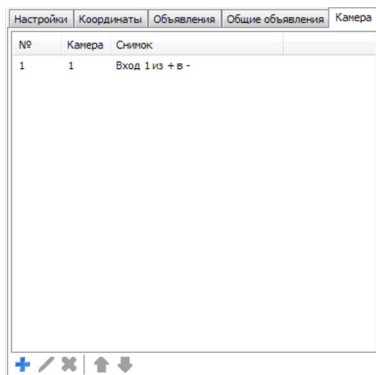 Настройки Координаты Объявления Общие объявления Камера
№ Камера Снимок
1 1 Вход 1 из + в -